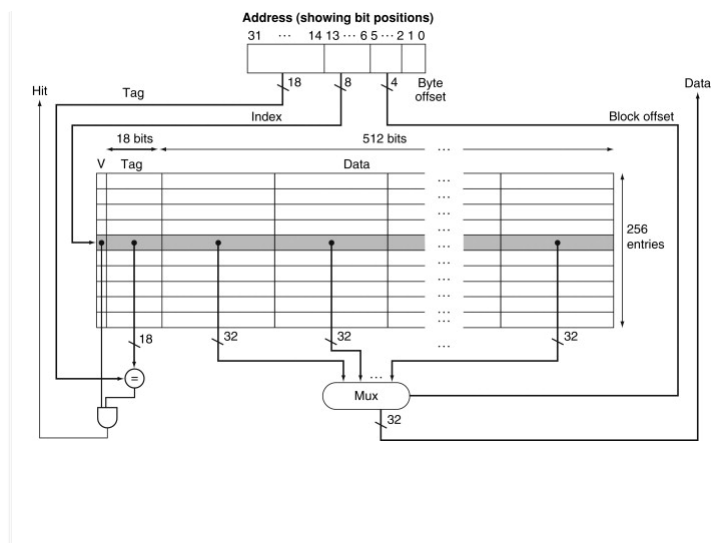 Address (showing bit positions)
31 ··· 14 13 ··· 6 5 ··· 2 1 0
18 8 4 Byte offset
Hit
Tag
Data
Index
Block offset
18 bits
512 bits
...
V Tag
Data
...
...
...
...
...
256
entries
...
...
...
...
...
18
32
32
32
...
=
...
Mux
32